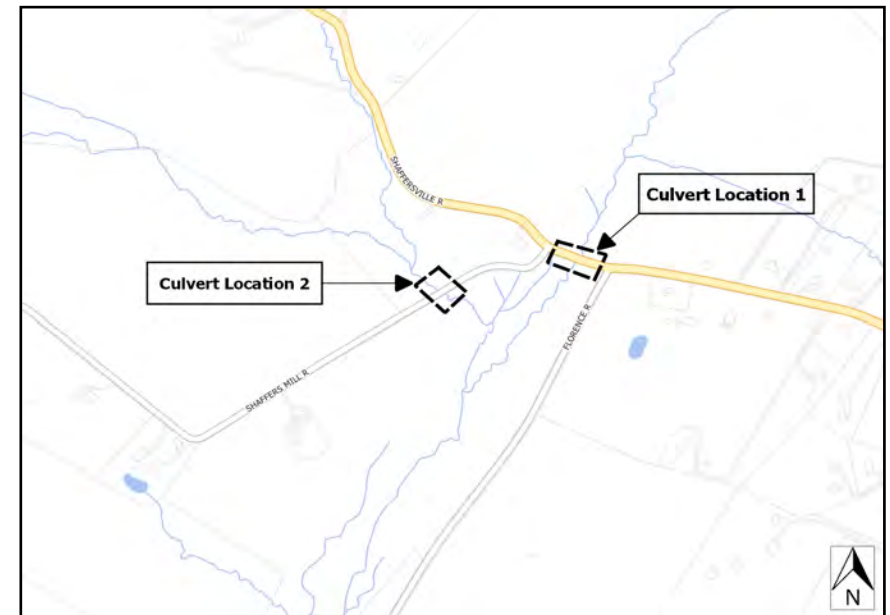 SHAFFERSVILLE R
Culvert Location 1
Culvert Location 2
FLORENCE R
SHAFFERS MILL R
N